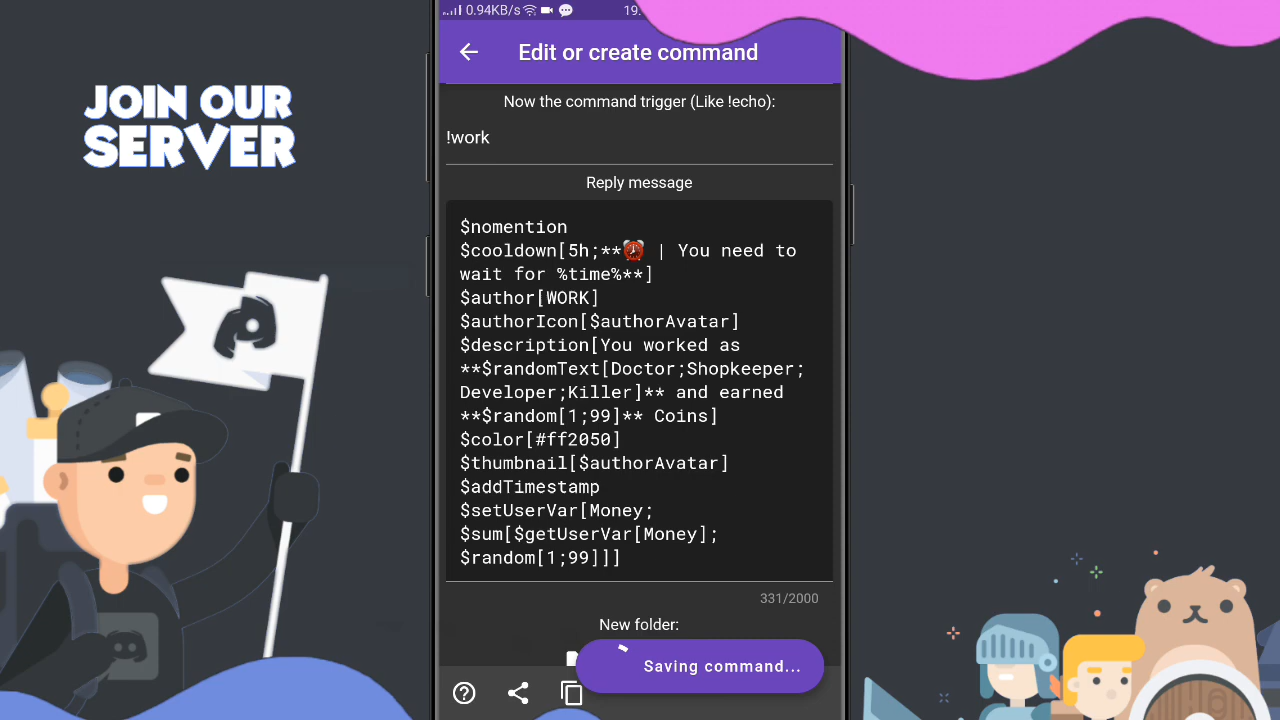 JOIN OUR
SERVER
0.94KB/s
19.
Edit or create command
Now the command trigger (Like !echo):
!work
Reply message
$nomention
$cooldown[5h;**⏰ | You need to
wait for %time%**]
$author[WORK]
$authorIcon[$authorAvatar]
$description[You worked as
**$randomText[Doctor;Shopkeeper;
Developer;Killer]** and earned
**$random[1;99]** Coins]
$color[#ff2050]
$thumbnail[$authorAvatar]
$addTimestamp
$setUserVar[Money;
$sum[$getUserVar[Money];
$random[1;99]]]
331/2000
New folder:
Saving command...